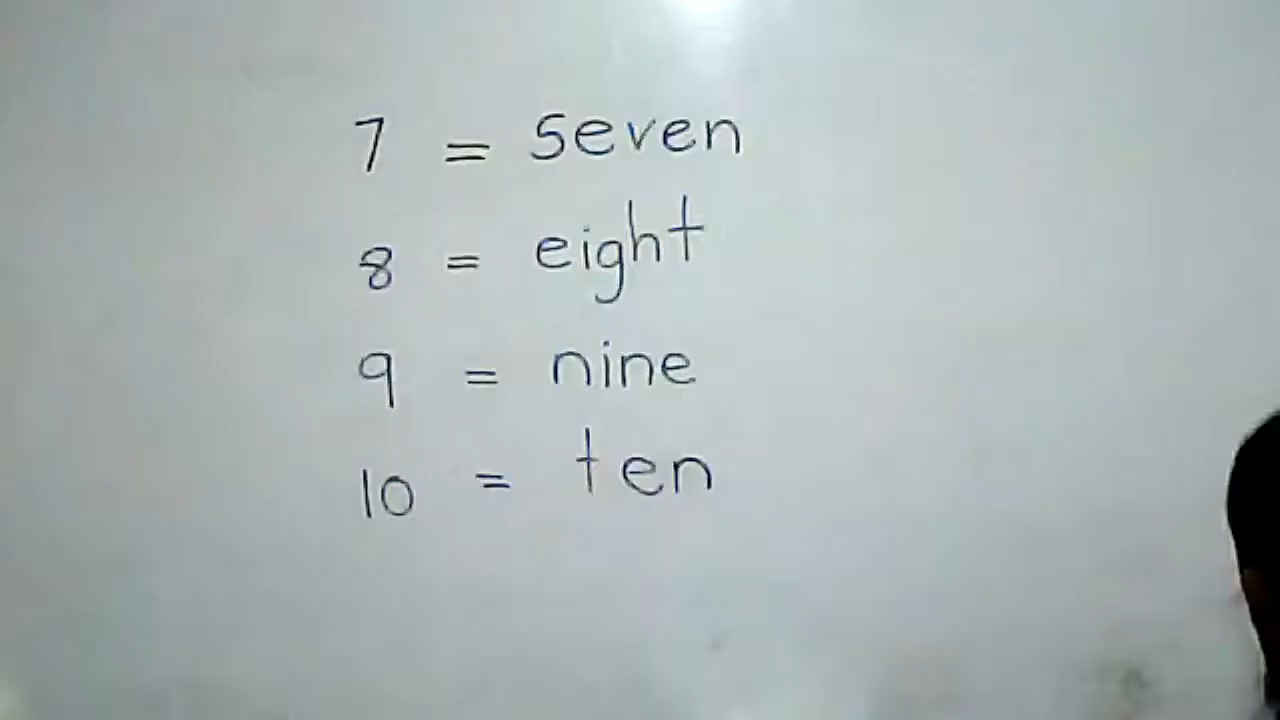 7 = seven
8 = eight
9 = nine
10 = ten